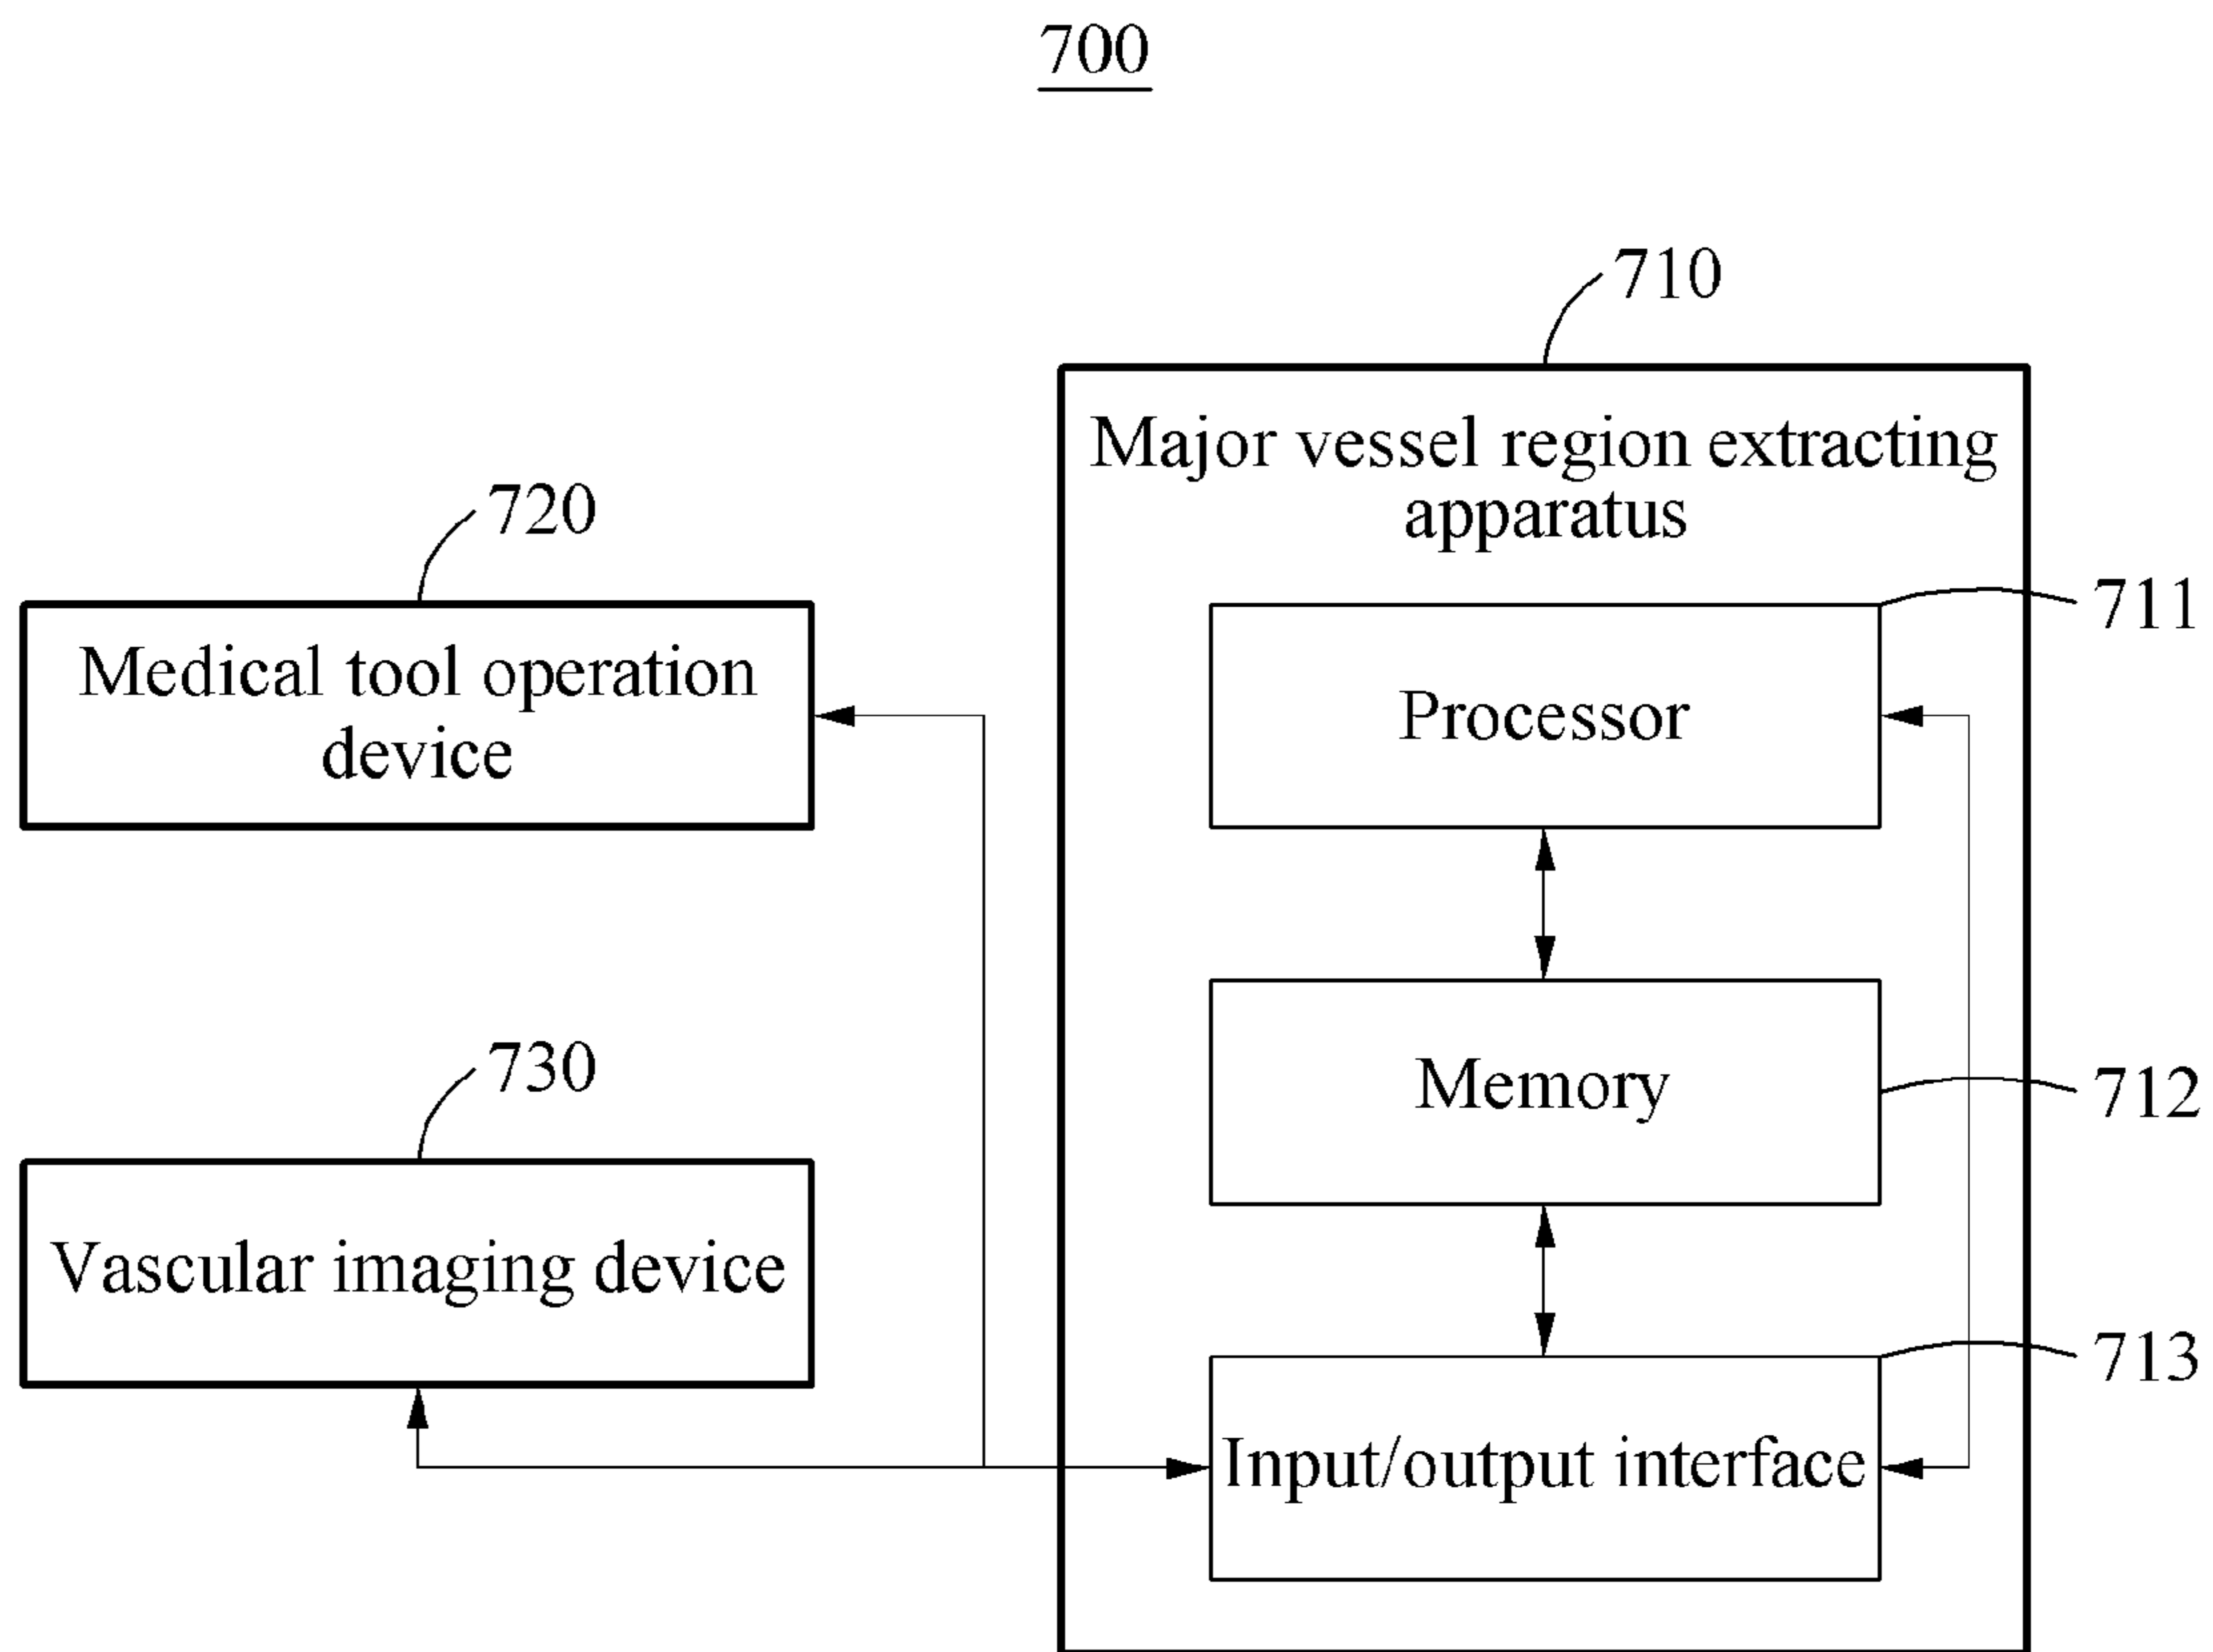 700
710
Major vessel region extracting
apparatus
720
711
Medical tool operation
device
Processor
730
712
Memory
Vascular imaging device
713
Input/output interface